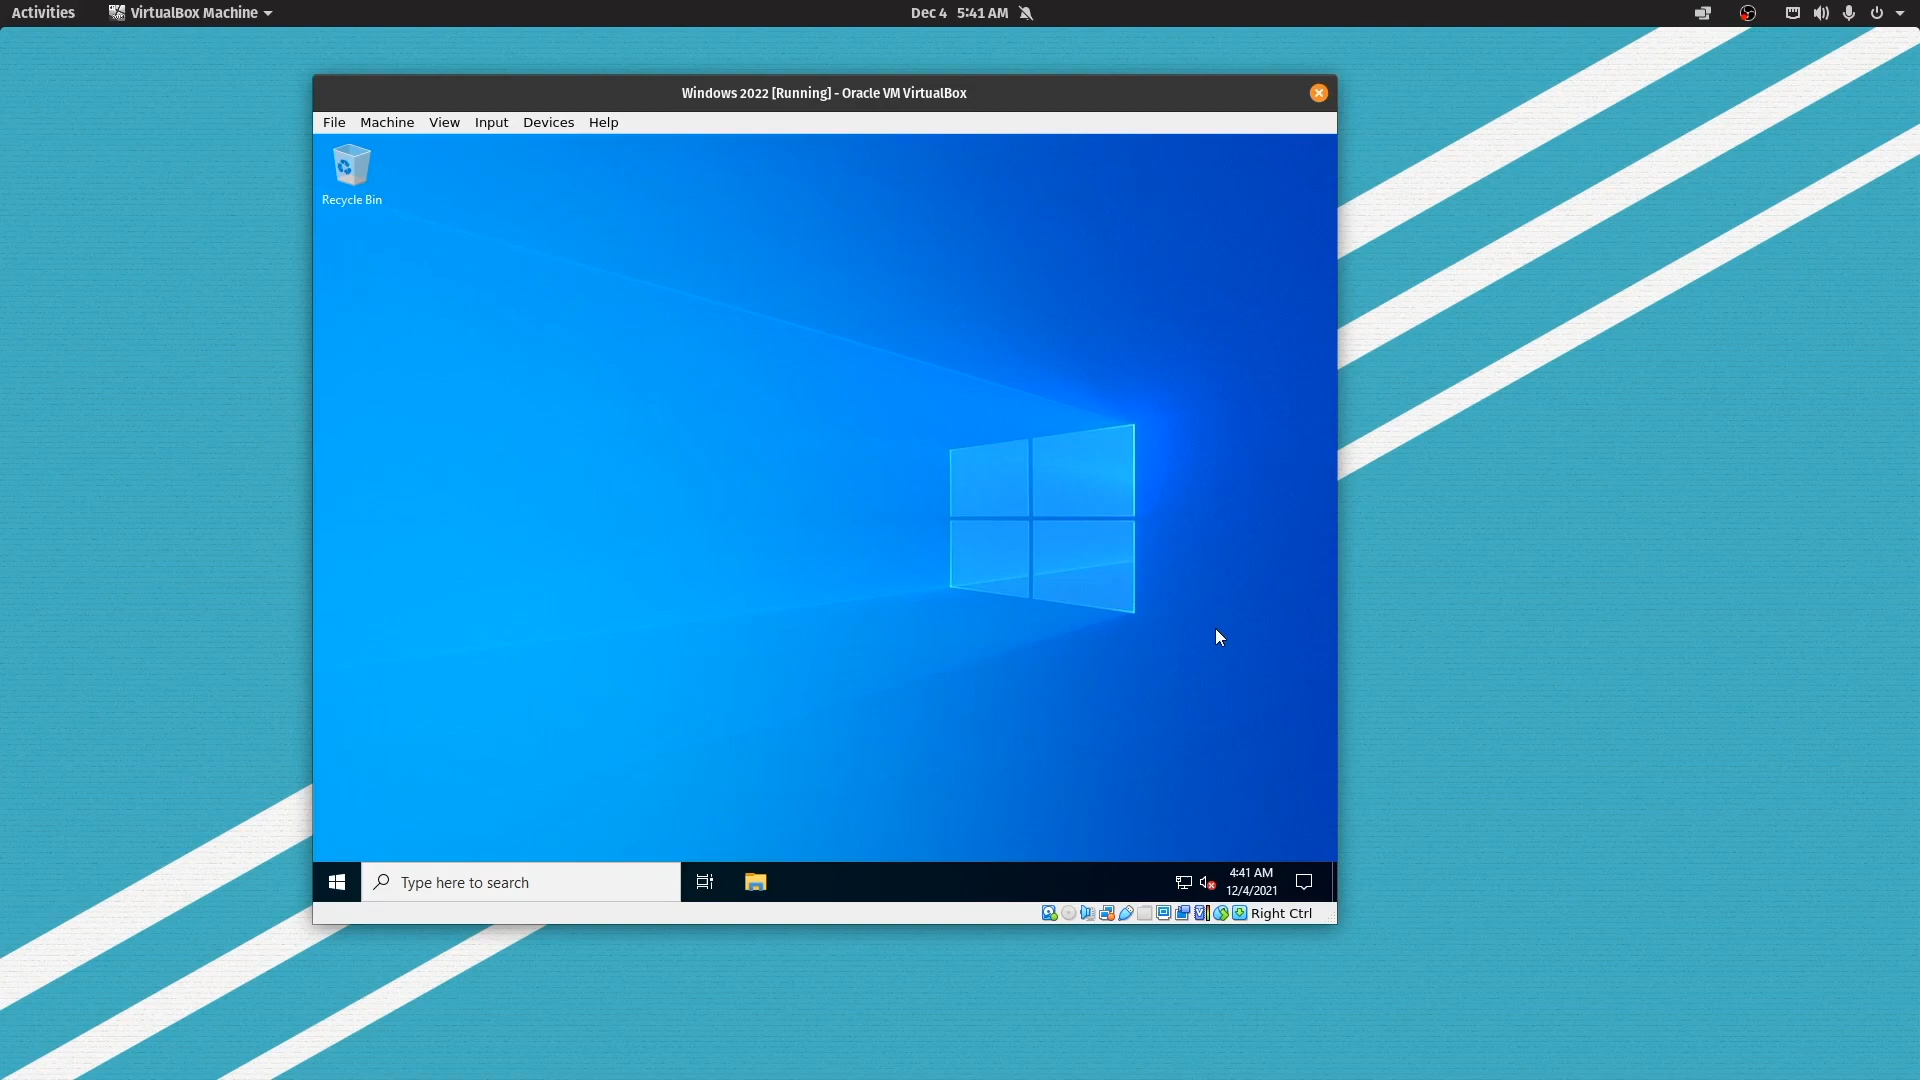 Activities VirtualBox Machine Dec 4 5:41 AM
Windows 2022 [Running] - Oracle VM VirtualBox
File Machine View Input Devices Help
Recycle Bin
Type here to search
4:41 AM
12/4/2021
Right Ctrl